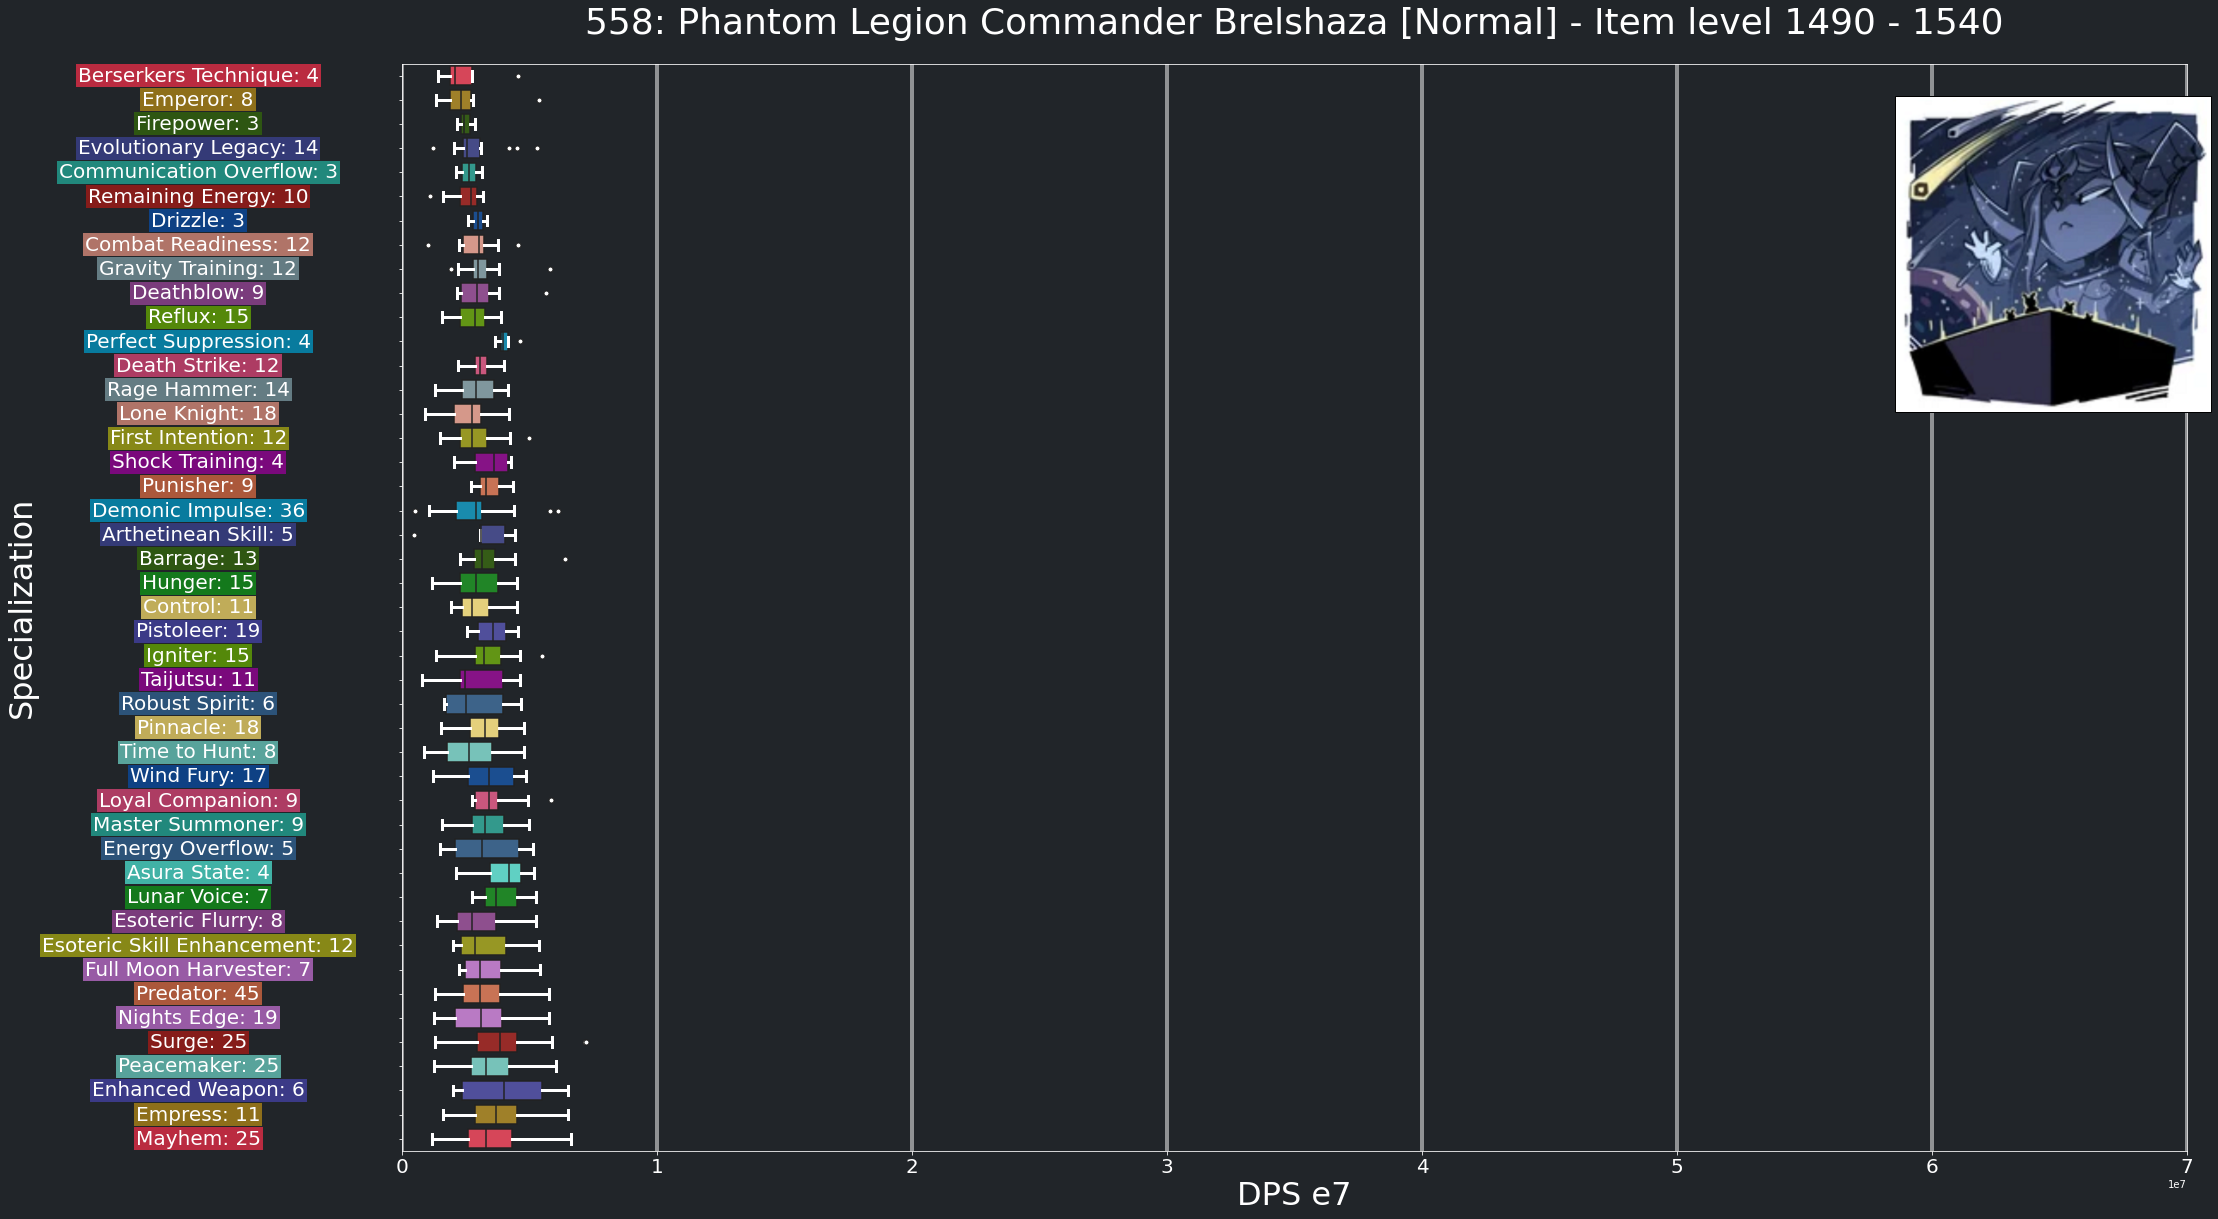 558: Phantom Legion Commander Brelshaza [Normal] - Item level 1490 - 1540
Specialization
Berserkers Technique: 4
Emperor: 8
Firepower: 3
Evolutionary Legacy: 14
Communication Overflow: 3
Remaining Energy: 10
Drizzle: 3
Combat Readiness: 12
Gravity Training: 12
Deathblow: 9
Reflux: 15
Perfect Suppression: 4
Death Strike: 12
Rage Hammer: 14
Lone Knight: 18
First Intention: 12
Shock Training: 4
Punisher: 9
Demonic Impulse: 36
Arthetinean Skill: 5
Barrage: 13
Hunger: 15
Control: 11
Pistoleer: 19
Igniter: 15
Taijutsu: 11
Robust Spirit: 6
Pinnacle: 18
Time to Hunt: 8
Wind Fury: 17
Loyal Companion: 9
Master Summoner: 9
Energy Overflow: 5
Asura State: 4
Lunar Voice: 7
Esoteric Flurry: 8
Esoteric Skill Enhancement: 12
Full Moon Harvester: 7
Predator: 45
Nights Edge: 19
Surge: 25
Peacemaker: 25
Enhanced Weapon: 6
Empress: 11
Mayhem: 25
0 1 2 3 4 5 6 7
1e7
DPS e7